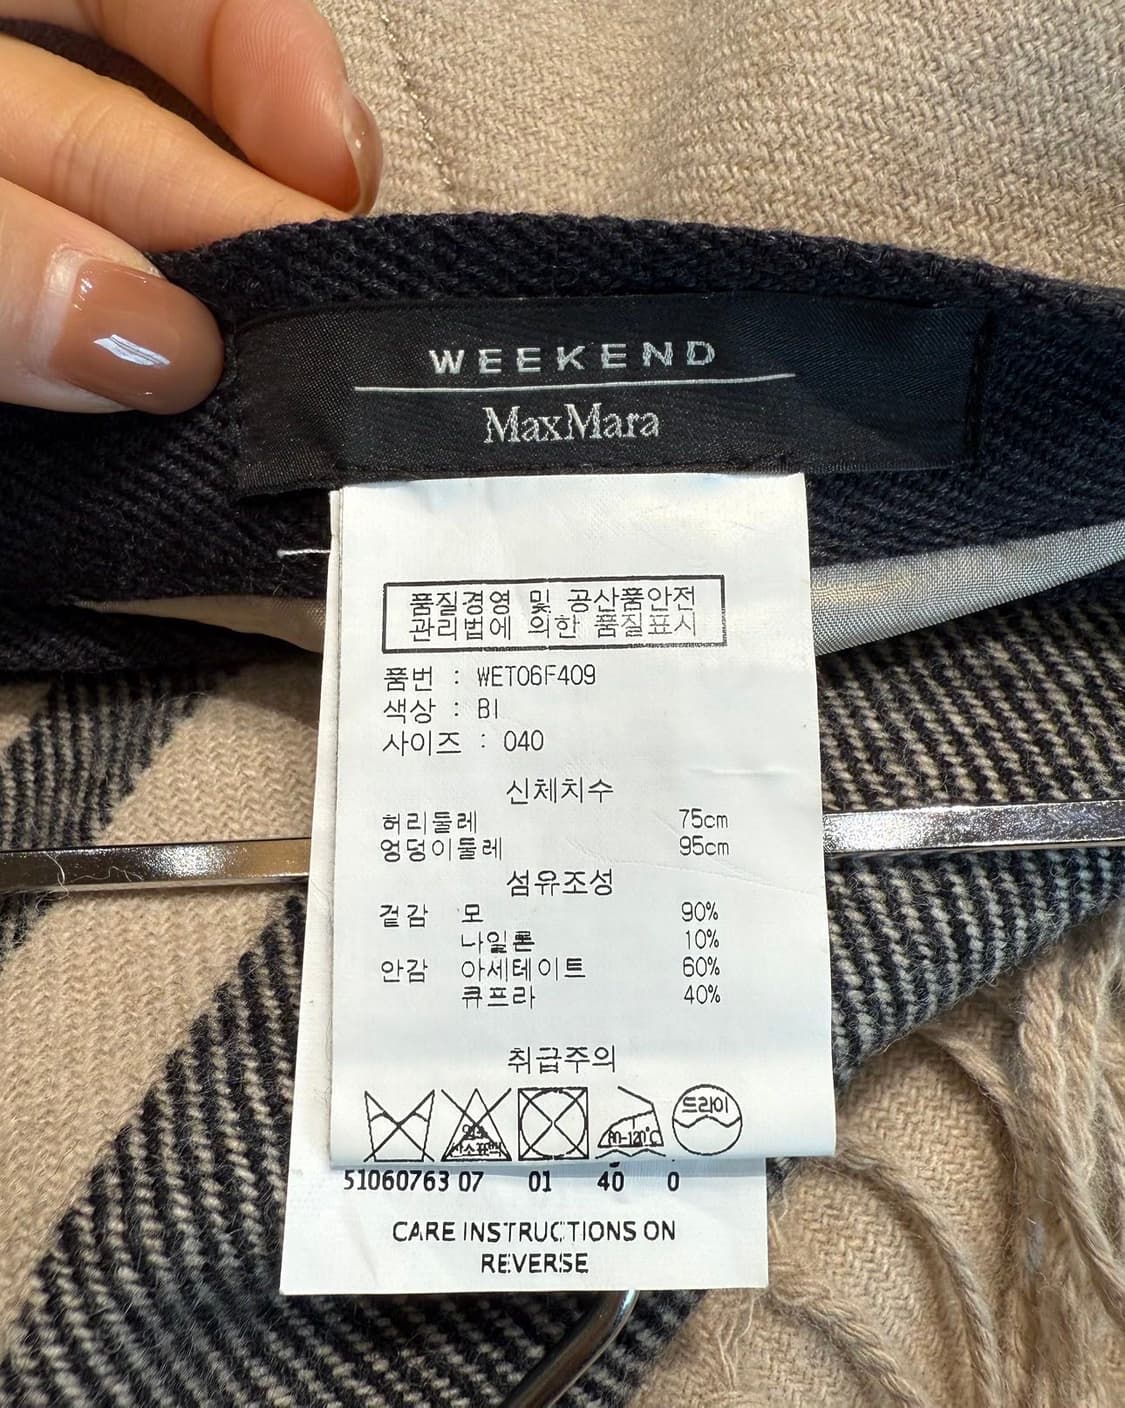 WEEKEND
MaxMara
품질경영 및 공산품안전
관리법에 의한 품질표시
품번 : WET06F409
색상 : BI
사이즈 : 040
신체치수
허리둘레 75cm
엉덩이둘레 95cm
섬유조성
겉감 모 90%
나일론 10%
안감 아세테이트 60%
큐프라 40%
취급주의
80-120℃ 드라이
51060763 07 01 40 0
CARE INSTRUCTIONS ON
REVERSE